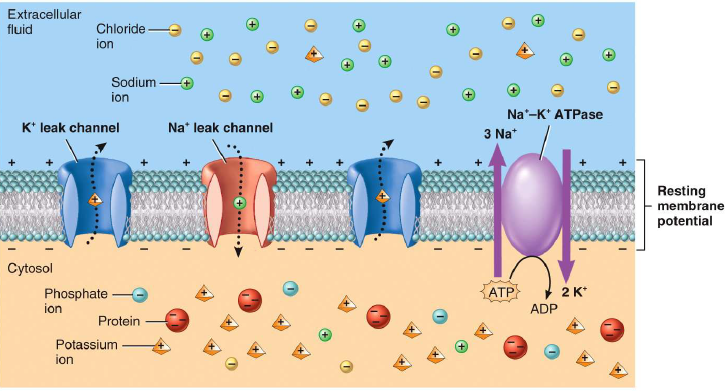 Extracellular
fluid
Chloride
ion
Sodium
ion
K⁺ leak channel
Na⁺ leak channel
Na⁺–K⁺ ATPase
3 Na⁺
Resting
membrane
potential
Cytosol
Phosphate
ion
Protein
Potassium
ion
ATP
ADP
2 K⁺